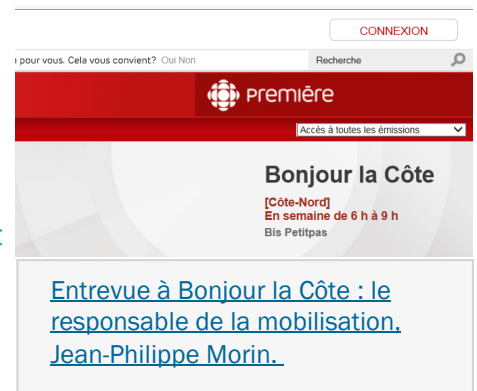 CONNEXION
pour vous. Cela vous convient? Oui Non
Recherche
première
Accès à toutes les émissions
Bonjour la Côte
[Côte-Nord]
En semaine de 6 h à 9 h
Bis Petitpas
Entrevue à Bonjour la Côte : le
responsable de la mobilisation,
Jean-Philippe Morin.